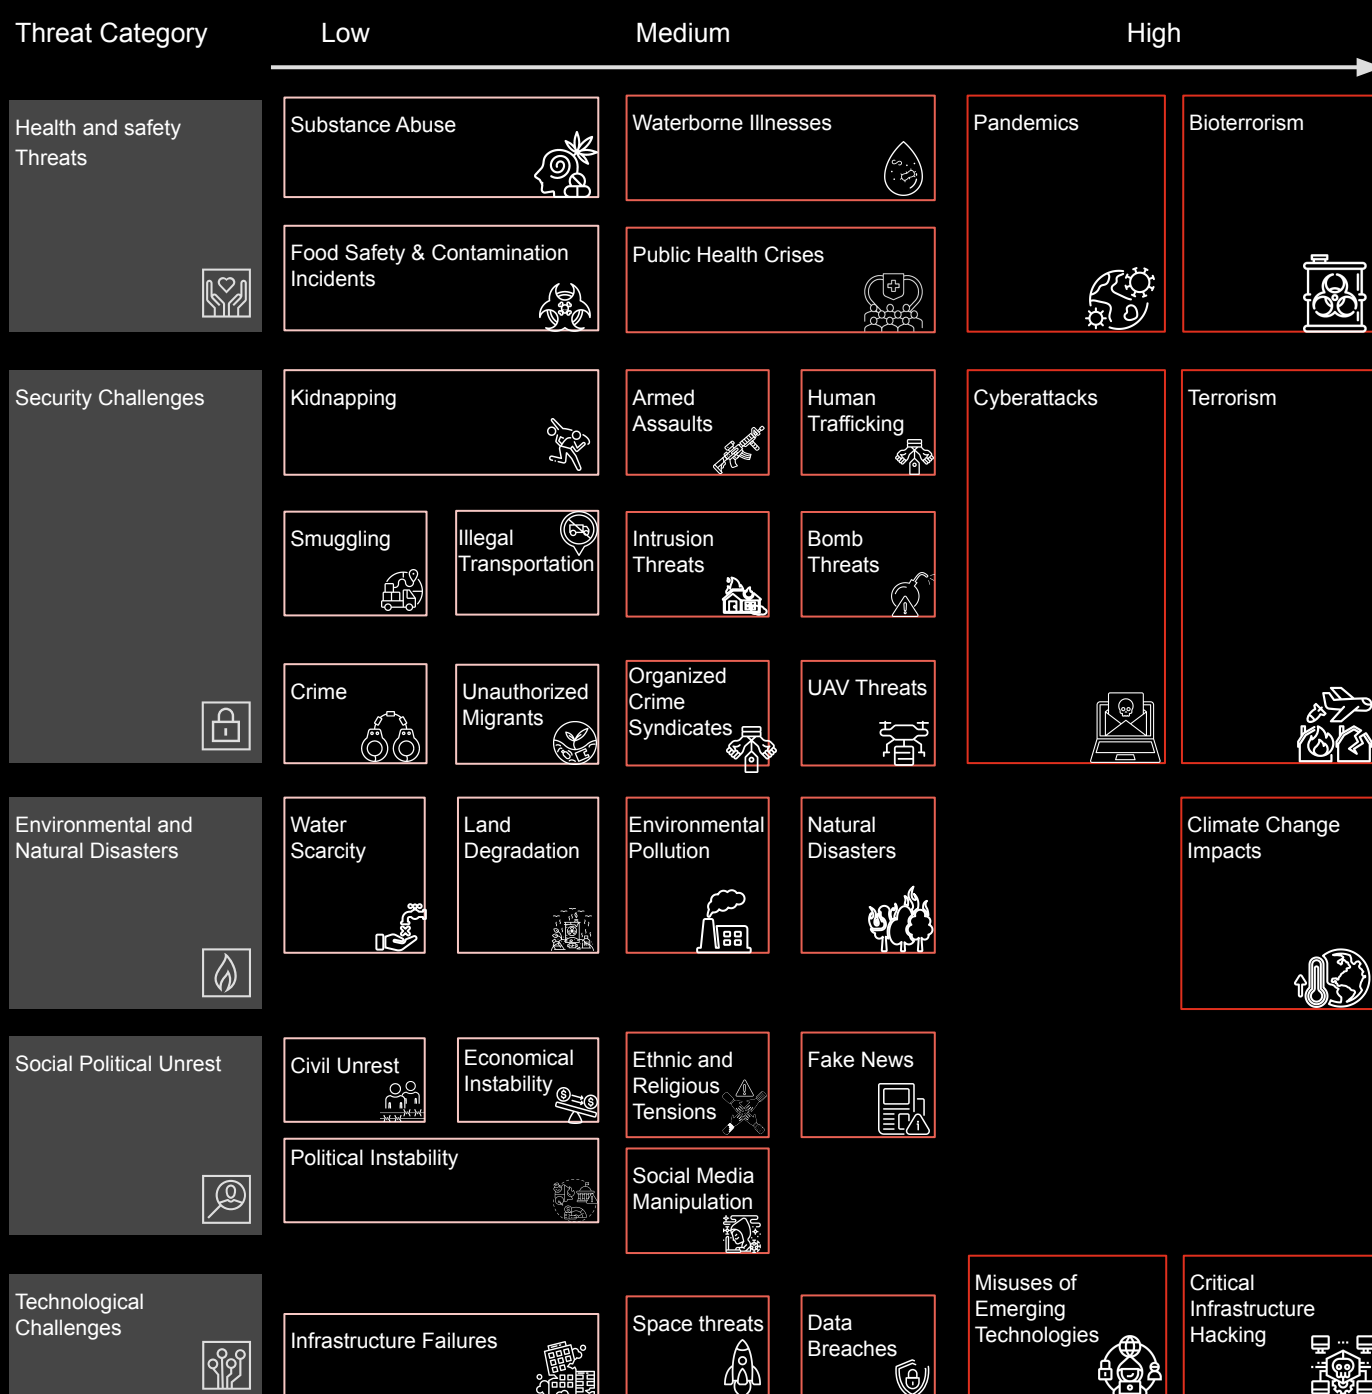 Threat Category
Low
Medium
High
Health and safety
Threats
Substance Abuse
Waterborne Illnesses
Pandemics
Bioterrorism
Food Safety & Contamination
Incidents
Public Health Crises
Security Challenges
Kidnapping
Armed
Assaults
Human
Trafficking
Cyberattacks
Terrorism
Smuggling
Illegal
Transportation
Intrusion
Threats
Bomb
Threats
Crime
Unauthorized
Migrants
Organized
Crime
Syndicates
UAV Threats
Environmental and
Natural Disasters
Water
Scarcity
Land
Degradation
Environmental
Pollution
Natural
Disasters
Climate Change
Impacts
Social Political Unrest
Civil Unrest
Economical
Instability
Ethnic and
Religious
Tensions
Fake News
Political Instability
Social Media
Manipulation
Technological
Challenges
Infrastructure Failures
Space threats
Data
Breaches
Misuses of
Emerging
Technologies
Critical
Infrastructure
Hacking